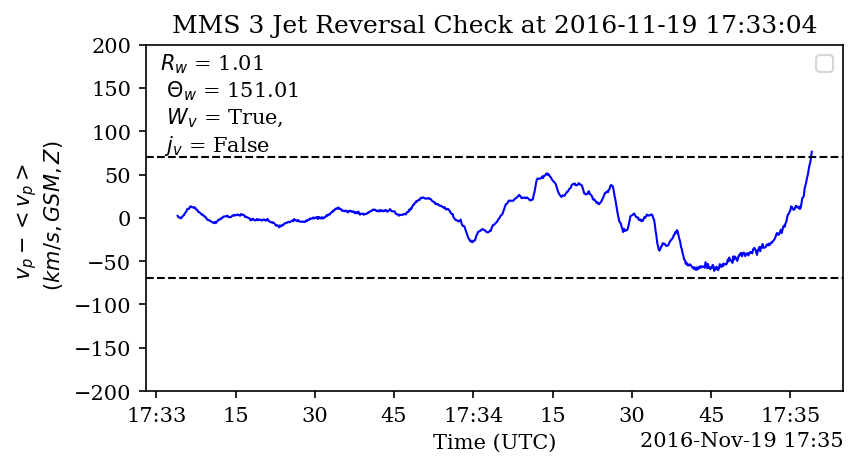 MMS 3 Jet Reversal Check at 2016-11-19 17:33:04
R_w = 1.01
Θ_w = 151.01
W_v = True,
j_v = False
200
150
100
50
0
−50
−100
−150
−200
v_p − < v_p >
(km/s, GSM, Z)
17:33 15 30 45 17:34 15 30 45 17:35
Time (UTC)
2016-Nov-19 17:35